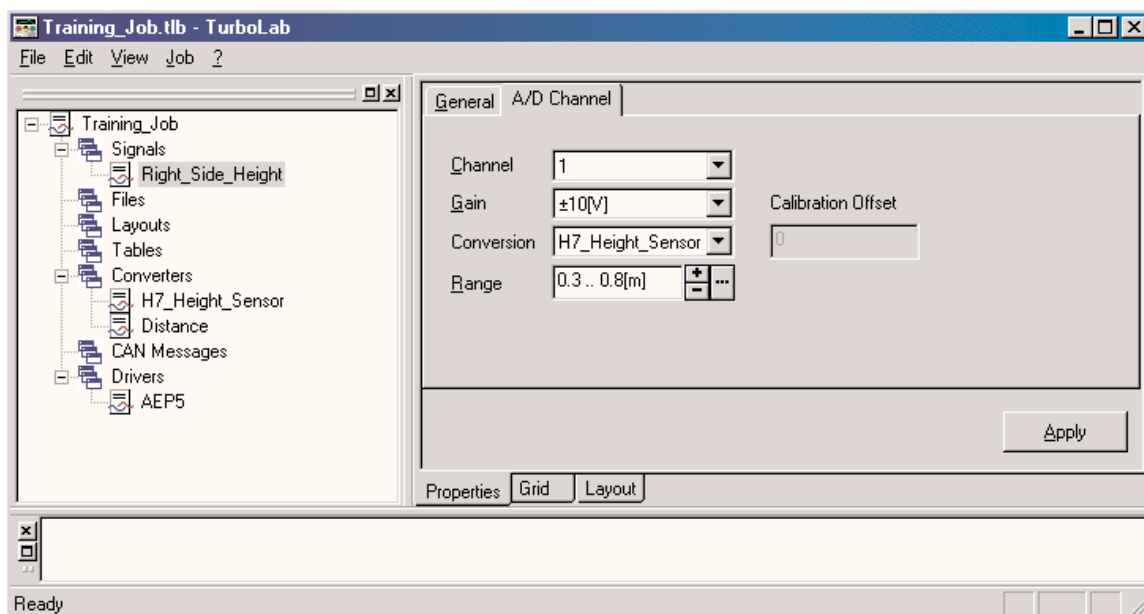 Training_Job.tlb - TurboLab
File Edit View Job ?
Training_Job
Signals
Right_Side_Height
Files
Layouts
Tables
Converters
H7_Height_Sensor
Distance
CAN Messages
Drivers
AEP5
General A/D Channel
Channel 1
Gain ±10[V] Calibration Offset
Conversion H7_Height_Sensor 0
Range 0.3 .. 0.8[m] ...
Apply
Properties Grid Layout
Ready